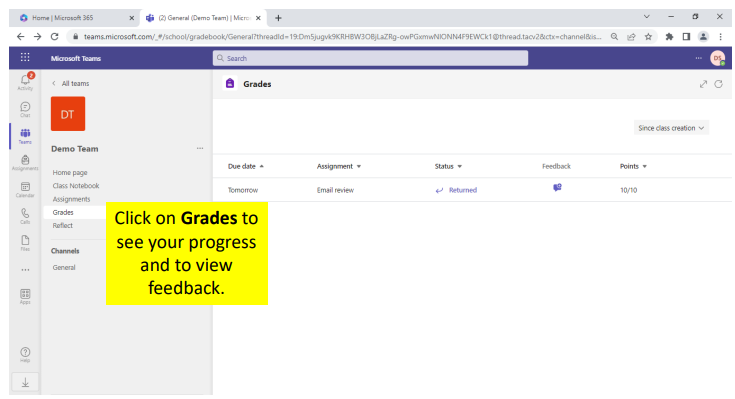 Home | Microsoft 365
(2) General (Demo Team) | Micros
teams.microsoft.com/_#/school/gradebook/General?threadId=19:DmSjugvk9KRHBW3OBjLaZRg-owPGxmwNIONN4F9EWCk1@thread.tacv2&ctx=channel&is...
Microsoft Teams
Search
DS
Activity
2
Chat
Teams
Assignments
Calendar
Calls
Files
Apps
Help
All teams
DT
Demo Team
Home page
Class Notebook
Assignments
Grades
Reflect
Channels
General
Grades
Since class creation
Due date Assignment Status Feedback Points
Tomorrow Email review Returned 10/10
Click on Grades to
see your progress
and to view
feedback.